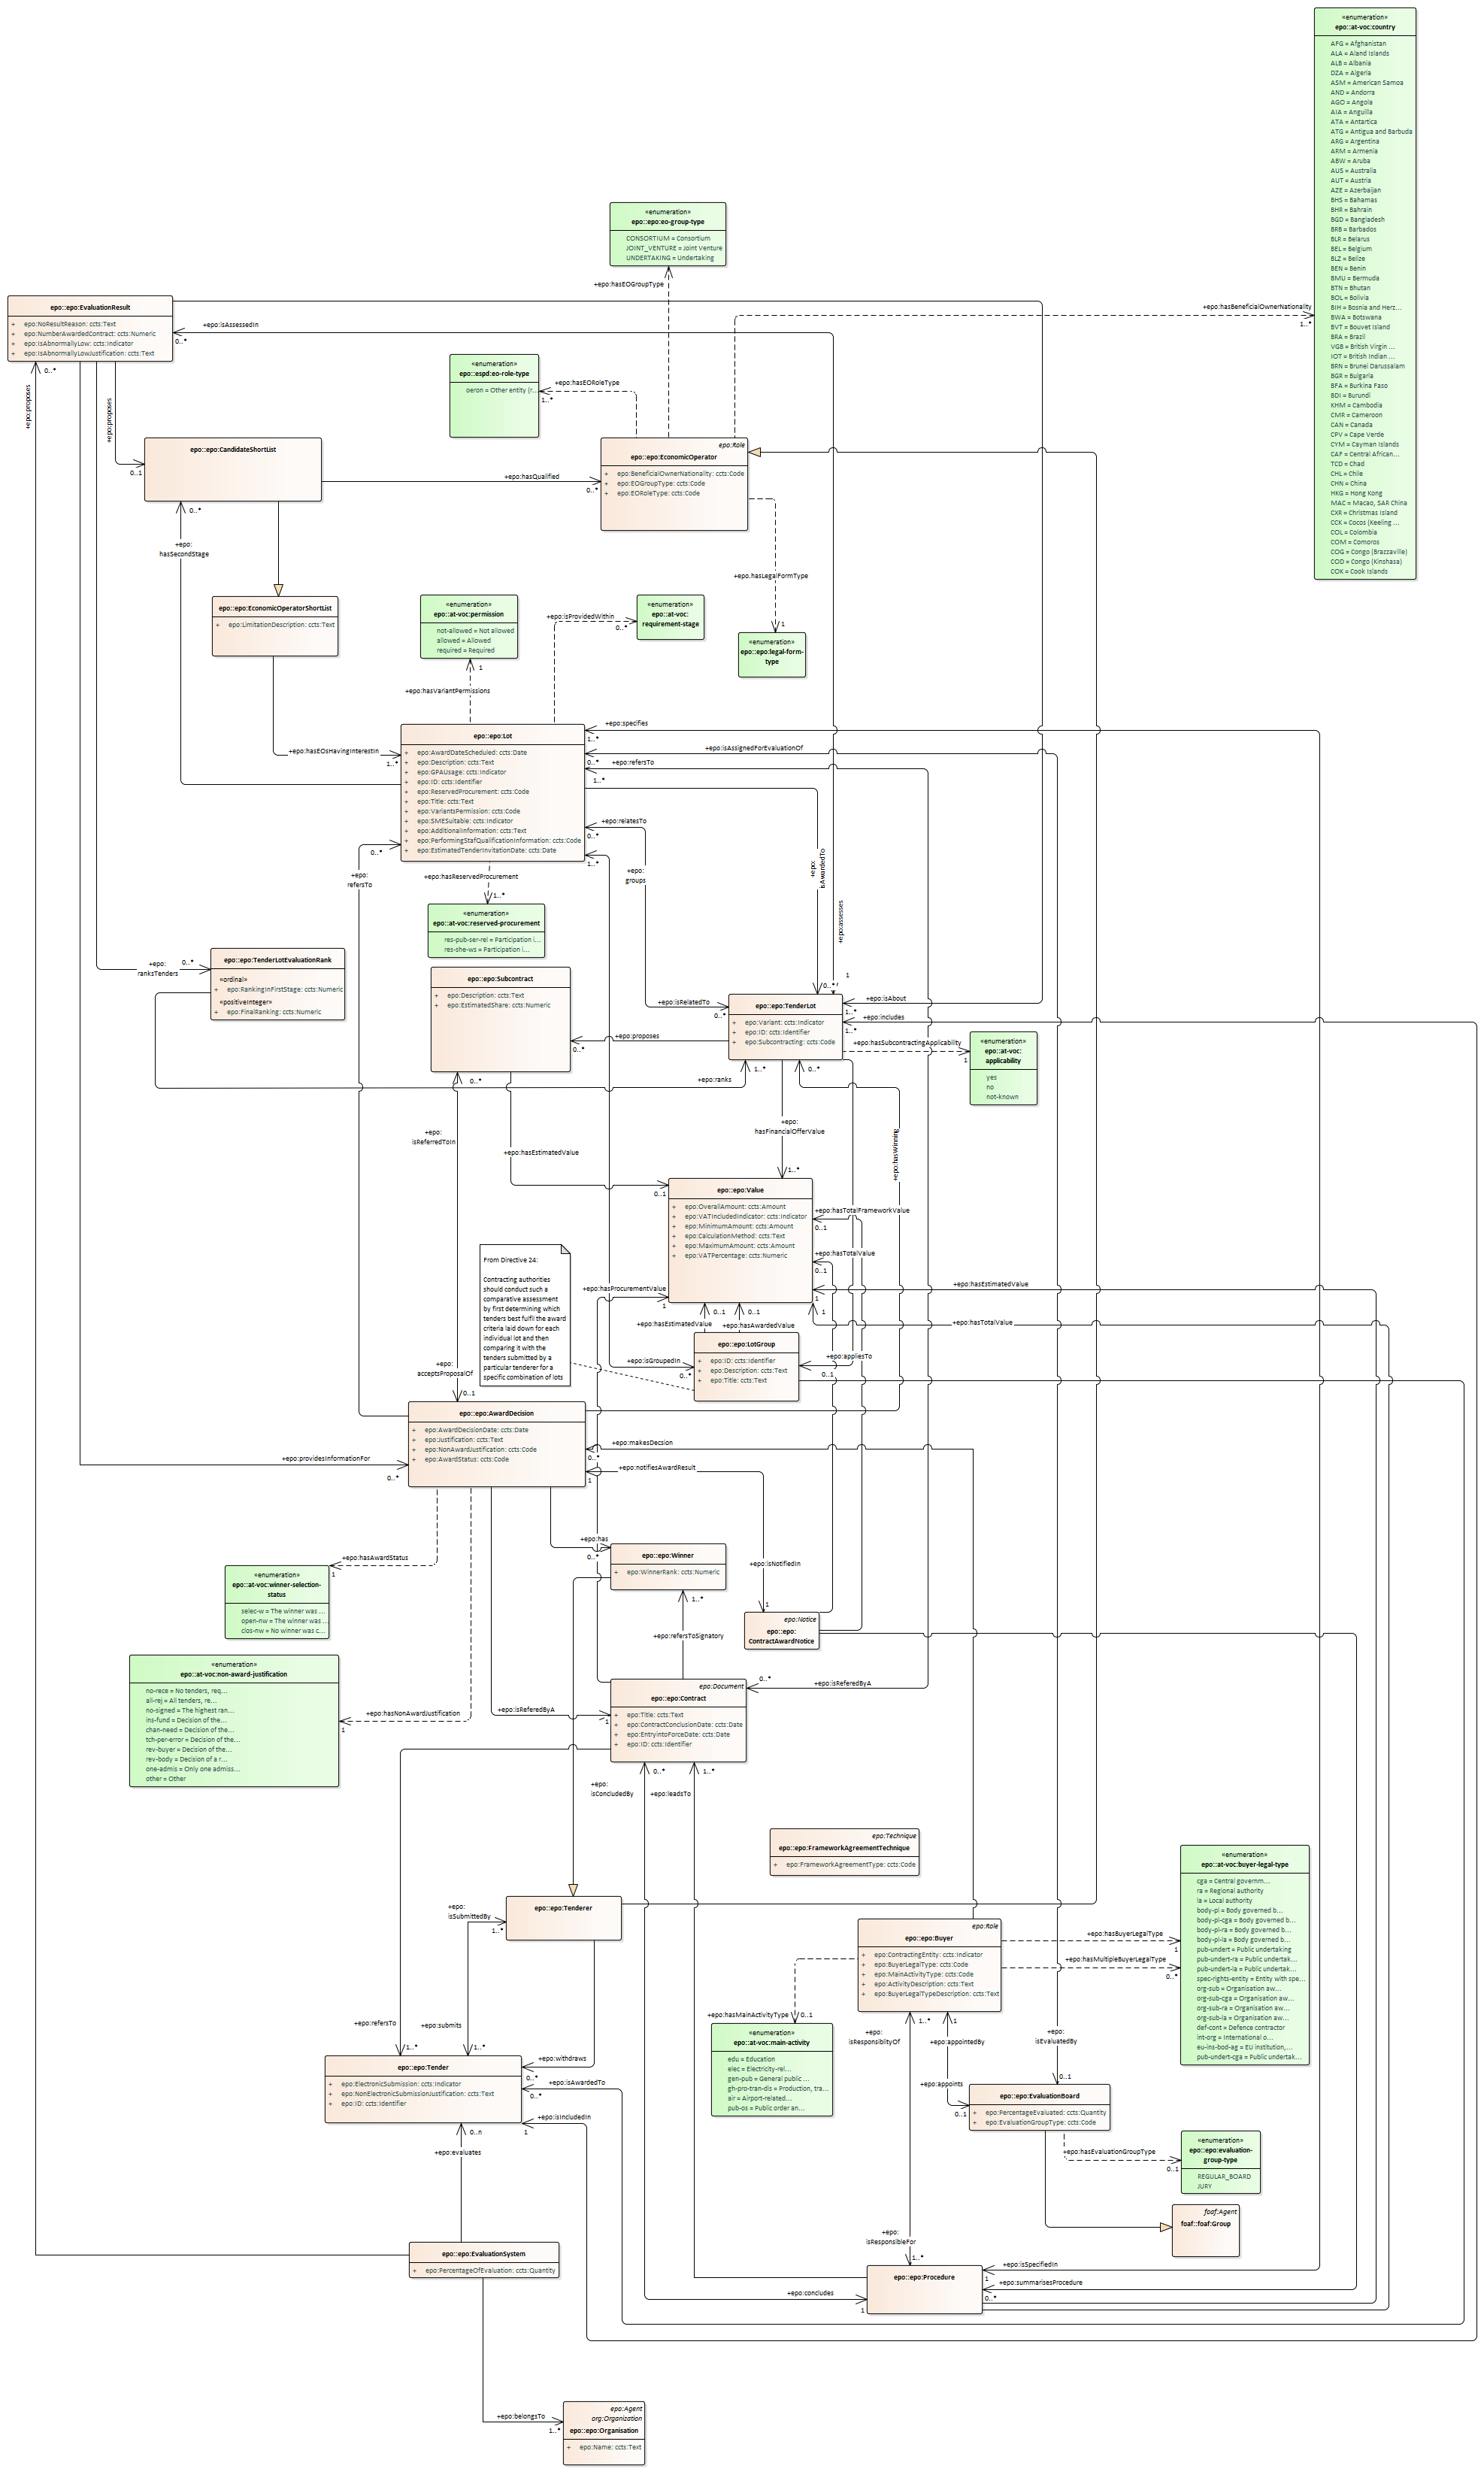 «enumeration»
epo::at-voc:country
AFG = Afghanistan
ALA = Aland Islands
ALB = Albania
DZA = Algeria
ASM = American Samoa
AND = Andorra
AGO = Angola
AIA = Anguilla
ATA = Antartica
ATG = Antigua and Barbuda
ARG = Argentina
ARM = Armenia
ABW = Aruba
AUS = Australia
AUT = Austria
AZE = Azerbaijan
BHS = Bahamas
BHR = Bahrain
BGD = Bangladesh
BRB = Barbados
BLR = Belarus
BEL = Belgium
BLZ = Belize
BEN = Benin
BMU = Bermuda
BTN = Bhutan
BOL = Bolivia
BIH = Bosnia and Herz...
BWA = Botswana
BVT = Bouvet Island
BRA = Brazil
VGB = British Virgin ...
IOT = British Indian ...
BRN = Brunei Darussalam
BGR = Bulgaria
BFA = Burkina Faso
BDI = Burundi
KHM = Cambodia
CMR = Cameroon
CAN = Canada
CPV = Cape Verde
CYM = Cayman Islands
CAF = Central African...
TCD = Chad
CHL = Chile
CHN = China
HKG = Hong Kong
MAC = Macao, SAR China
CXR = Christmas Island
CCK = Cocos (Keeling ...
COL = Colombia
COM = Comoros
COG = Congo (Brazzaville)
COD = Congo (Kinshasa)
COK = Cook Islands
«enumeration»
epo::epo:eo-group-type
CONSORTIUM = Consortium
JOINT_VENTURE = Joint Venture
UNDERTAKING = Undertaking
+epo:hasEOGroupType
+epo:hasBeneficialOwnerNationality
1..*
epo::epo:EvaluationResult
+ epo:NoResultReason: ccts:Text
+ epo:NumberAwardedContract: ccts:Numeric
+ epo:IsAbnormallyLow: ccts:Indicator
+ epo:IsAbnormallyLowJustification: ccts:Text
+epo:isAssessedIn
0..*
0..*
+epo:proposes
+epo:proposes
0..1
«enumeration»
epo::espd:eo-role-type
oeron = Other entity (r...
+epo:hasEORoleType
1..*
epo::epo:CandidateShortList
+epo:hasQualified
0..*
epo:Role
epo::epo:EconomicOperator
+ epo:BeneficialOwnerNationality: ccts:Code
+ epo:EOGroupType: ccts:Code
+ epo:EORoleType: ccts:Code
0..*
+epo:
hasSecondStage
+epo.hasLegalFormType
1
«enumeration»
epo::epo:legal-form-
type
epo::epo:EconomicOperatorShortList
+ epo:LimitationDescription: ccts:Text
«enumeration»
epo::at-voc:permission
not-allowed = Not allowed
allowed = Allowed
required = Required
1
+epo:hasVariantPermissions
+epo:isProvidedWithin
0..*
«enumeration»
epo::at-voc:
requirement-stage
+epo:hasEOsHavingInterestIn
1..*
epo::epo:Lot
+ epo:AwardDateScheduled: ccts:Date
+ epo:Description: ccts:Text
+ epo:GPAUsage: ccts:Indicator
+ epo:ID: ccts:Identifier
+ epo:ReservedProcurement: ccts:Code
+ epo:Title: ccts:Text
+ epo:VariantsPermission: ccts:Code
+ epo:SMESuitable: ccts:Indicator
+ epo:AdditionalInformation: ccts:Text
+ epo:PerformingStafQualificationInformation: ccts:Code
+ epo:EstimatedTenderInvitationDate: ccts:Date
+epo:specifies
1..*
+epo:isAssignedForEvaluationOf
0..*
+epo:refersTo
1..*
+epo:relatesTo
0..*
1..*
+epo:
groups
+epo:
isAwardedTo
+epo:assesses
0..*
+epo:
refersTo
+epo:hasReservedProcurement
1..*
«enumeration»
epo::at-voc:reserved-procurement
res-pub-ser-rel = Participation i...
res-she-ws = Participation i...
+epo:
ranksTenders
0..*
epo::epo:TenderLotEvaluationRank
«ordinal»
+ epo:RankingInFirstStage: ccts:Numeric
«positiveInteger»
+ epo:FinalRanking: ccts:Numeric
epo::epo:Subcontract
+ epo:Description: ccts:Text
+ epo:EstimatedShare: ccts:Numeric
+epo:isRelatedTo
0..*
0..*
1
epo::epo:TenderLot
+ epo:Variant: ccts:Indicator
+ epo:ID: ccts:Identifier
+ epo:Subcontracting: ccts:Code
+epo:isAbout
1..*
+epo:includes
1..*
+epo:proposes
0..*
+epo:hasSubcontractingApplicability
1
«enumeration»
epo::at-voc:
applicability
yes
no
not-known
+epo:ranks
1..*
0..*
0..*
+epo:
isReferredToIn
+epo:hasEstimatedValue
0..1
+epo:
hasFinancialOfferValue
1..*
+epo:hasWinning
epo::epo:Value
+ epo:OverallAmount: ccts:Amount
+ epo:VATIncludedIndicator: ccts:Indicator
+ epo:MinimumAmount: ccts:Amount
+ epo:CalculationMethod: ccts:Text
+ epo:MaximumAmount: ccts:Amount
+ epo:VATPercentage: ccts:Numeric
+epo:hasTotalFrameworkValue
0..1
+epo:hasTotalValue
0..1
+epo:hasEstimatedValue
1
+epo:hasTotalValue
1
+epo:hasProcurementValue
1
From Directive 24:
Contracting authorities
should conduct such a
comparative assessment
by first determining which
tenders best fulfil the award
criteria laid down for each
individual lot and then
comparing it with the
tenders submitted by a
particular tenderer for a
specific combination of lots
0..1
+epo:hasEstimatedValue
0..1
+epo:hasAwardedValue
epo::epo:LotGroup
+ epo:ID: ccts:Identifier
+ epo:Description: ccts:Text
+ epo:Title: ccts:Text
+epo:isGroupedIn
0..*
+epo:appliesTo
0..1
+epo:
acceptsProposalOf
0..1
epo::epo:AwardDecision
+ epo:AwardDecisionDate: ccts:Date
+ epo:Justification: ccts:Text
+ epo:NonAwardJustification: ccts:Code
+ epo:AwardStatus: ccts:Code
+epo:providesInformationFor
0..*
+epo:makesDecsion
0..*
+epo:notifiesAwardResult
1
+epo:has
0..*
epo::epo:Winner
+ epo:WinnerRank: ccts:Numeric
+epo:isNotifiedIn
1
epo:Notice
epo::epo:
ContractAwardNotice
+epo:hasAwardStatus
1
«enumeration»
epo::at-voc:winner-selection-
status
selec-w = The winner was ...
open-nw = The winner was ...
clos-nw = No winner was c...
1..*
+epo:refersToSignatory
«enumeration»
epo::at-voc:non-award-justification
no-rece = No tenders, req...
all-rej = All tenders, re...
no-signed = The highest ran...
ins-fund = Decision of the...
chan-need = Decision of the...
tch-per-error = Decision of the...
rev-buyer = Decision of the...
rev-body = Decision of a r...
one-admis = Only one admiss...
other = Other
+epo:hasNonAwardJustification
1
+epo:isReferedByA
1
epo:Document
epo::epo:Contract
+ epo:Title: ccts:Text
+ epo:ContractConclusionDate: ccts:Date
+ epo:EntryintoForceDate: ccts:Date
+ epo:ID: ccts:Identifier
0..*
+epo:isReferedByA
0..*
+epo:
isConcludedBy
1..*
+epo:leadsTo
epo:Technique
epo::epo:FrameworkAgreementTechnique
+ epo:FrameworkAgreementType: ccts:Code
epo::epo:Tenderer
+epo:
isSubmittedBy
1..*
epo:Role
epo::epo:Buyer
+ epo:ContractingEntity: ccts:Indicator
+ epo:BuyerLegalType: ccts:Code
+ epo:MainActivityType: ccts:Code
+ epo:ActivityDescription: ccts:Text
+ epo:BuyerLegalTypeDescription: ccts:Text
+epo:hasBuyerLegalType
1
+epo:hasMultipleBuyerLegalType
0..*
«enumeration»
epo::at-voc:buyer-legal-type
cga = Central governm...
ra = Regional authority
la = Local authority
body-pl = Body governed b...
body-pl-cga = Body governed b...
body-pl-ra = Body governed b...
body-pl-la = Body governed b...
pub-undert = Public undertaking
pub-undert-ra = Public undertak...
pub-undert-la = Public undertak...
spec-rights-entity = Entity with spe...
org-sub = Organisation aw...
org-sub-cga = Organisation aw...
org-sub-ra = Organisation aw...
org-sub-la = Organisation aw...
def-cont = Defence contractor
int-org = International o...
eu-ins-bod-ag = EU institution,...
pub-undert-cga = Public undertak...
+epo:hasMainActivityType
0..1
«enumeration»
epo::at-voc:main-activity
edu = Education
elec = Electricity-rel...
gen-pub = General public ...
gh-pro-tran-dis = Production, tra...
air = Airport-related...
pub-os = Public order an...
+epo:refersTo
1..*
+epo:submits
1..*
+epo:
isResponsiblityOf
1..*
+epo:appointedBy
1
+epo:appoints
0..1
+epo:
isEvaluatedBy
0..1
epo::epo:EvaluationBoard
+ epo:PercentageEvaluated: ccts:Quantity
+ epo:EvaluationGroupType: ccts:Code
+epo:hasEvaluationGroupType
0..1
«enumeration»
epo::epo:evaluation-
group-type
REGULAR_BOARD
JURY
epo::epo:Tender
+ epo:ElectronicSubmission: ccts:Indicator
+ epo:NonElectronicSubmissionJustification: ccts:Text
+ epo:ID: ccts:Identifier
+epo:withdraws
0..*
+epo:isAwardedTo
0..*
+epo:isIncludedIn
1
0..n
+epo:evaluates
foaf:Agent
foaf::foaf:Group
epo::epo:EvaluationSystem
+ epo:PercentageOfEvaluation: ccts:Quantity
+epo:
isResponsibleFor
1..*
epo::epo:Procedure
+epo:isSpecifiedIn
1
+epo:summarisesProcedure
0..*
+epo:concludes
1
+epo:belongsTo
1..*
epo:Agent
org:Organization
epo::epo:Organisation
+ epo:Name: ccts:Text